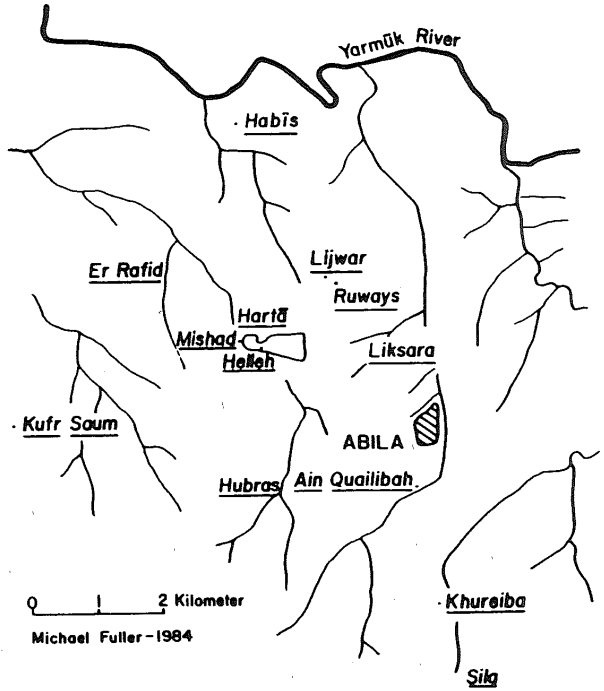 Yarmūk River
Habīs
Lijwar
Er Rafid
Ruways
Hartā
Mishad
Helleh
Liksara
Kufr Saum
ABILA
Hubras
Ain Quailibah
0 1 2 Kilometer
Khureiba
Michael Fuller-1984
Sila